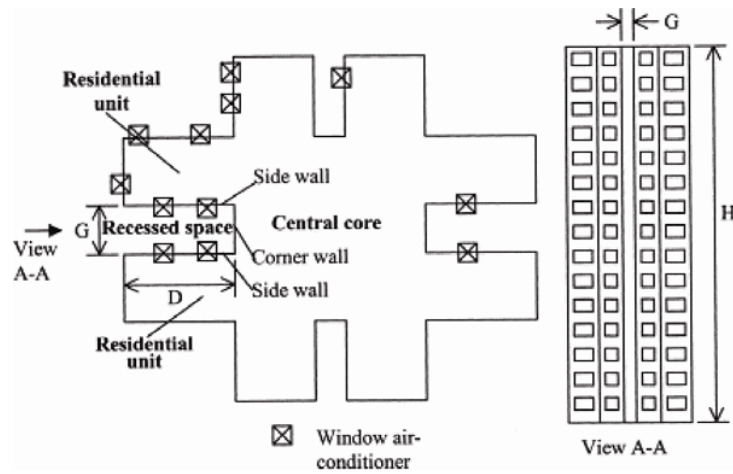 G
Residential
unit
Side wall
G
Recessed space
Central core
H
View
A-A
Corner wall
D
Side wall
Residential
unit
Window air-
conditioner
View A-A